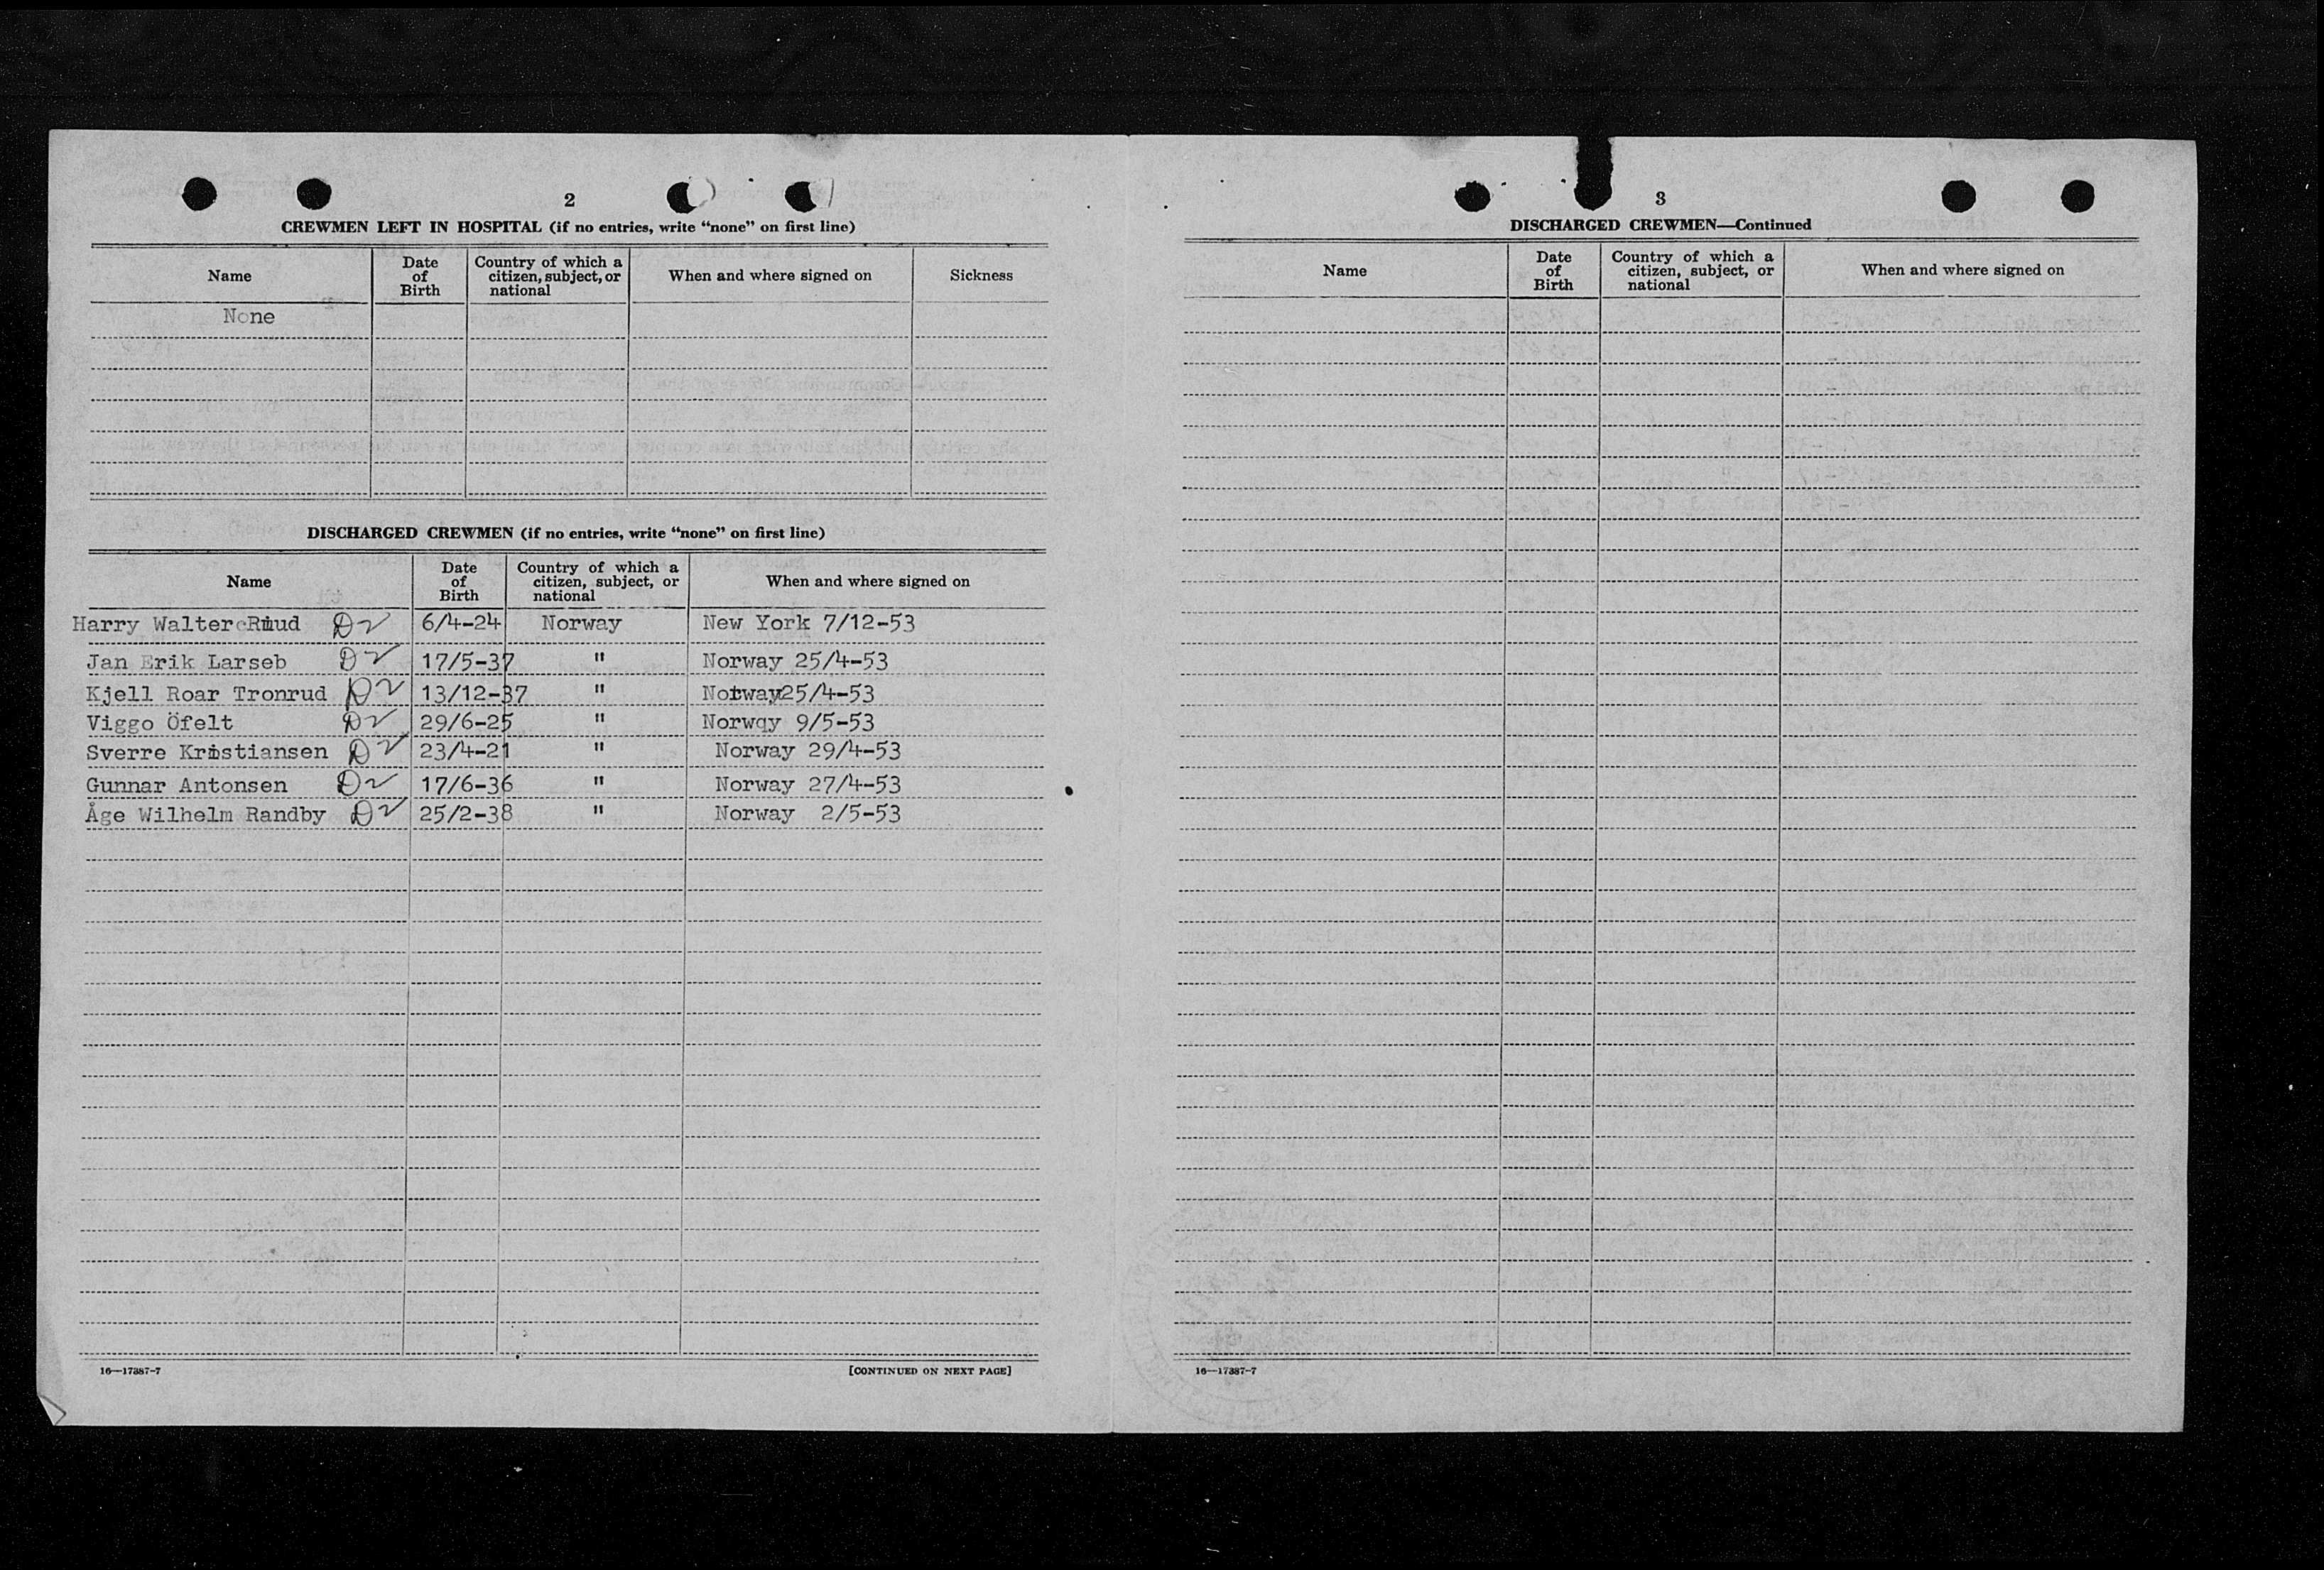 2
CREWMEN LEFT IN HOSPITAL (if no entries, write “none” on first line)
Name Date of Birth Country of which a citizen, subject, or national When and where signed on Sickness
None
DISCHARGED CREWMEN (if no entries, write “none” on first line)
Name Date of Birth Country of which a citizen, subject, or national When and where signed on
Harry Walter Ruud D2 6/4-24 Norway New York 7/12-53
Jan Erik Larseb D2 17/5-37 " Norway 25/4-53
Kjell Roar Tronrud D2 13/12-37 " Norway 25/4-53
Viggo Öfelt D2 29/6-25 " Norwqy 9/5-53
Sverre Kristiansen D2 23/4-21 " Norway 29/4-53
Gunnar Antonsen D2 17/6-36 " Norway 27/4-53
Åge Wilhelm Randby D2 25/2-38 " Norway 2/5-53
16—17387-7 [CONTINUED ON NEXT PAGE]
3
DISCHARGED CREWMEN—Continued
Name Date of Birth Country of which a citizen, subject, or national When and where signed on
16—17387-7